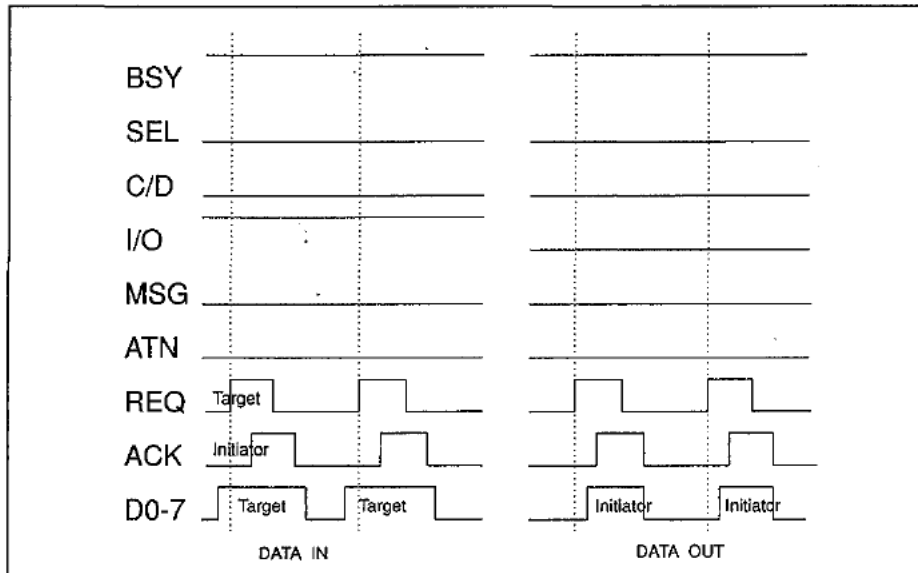 BSY
SEL
C/D
I/O
MSG
ATN
REQ Target
ACK Initiator
D0-7 Target Target Initiator Initiator
DATA IN DATA OUT